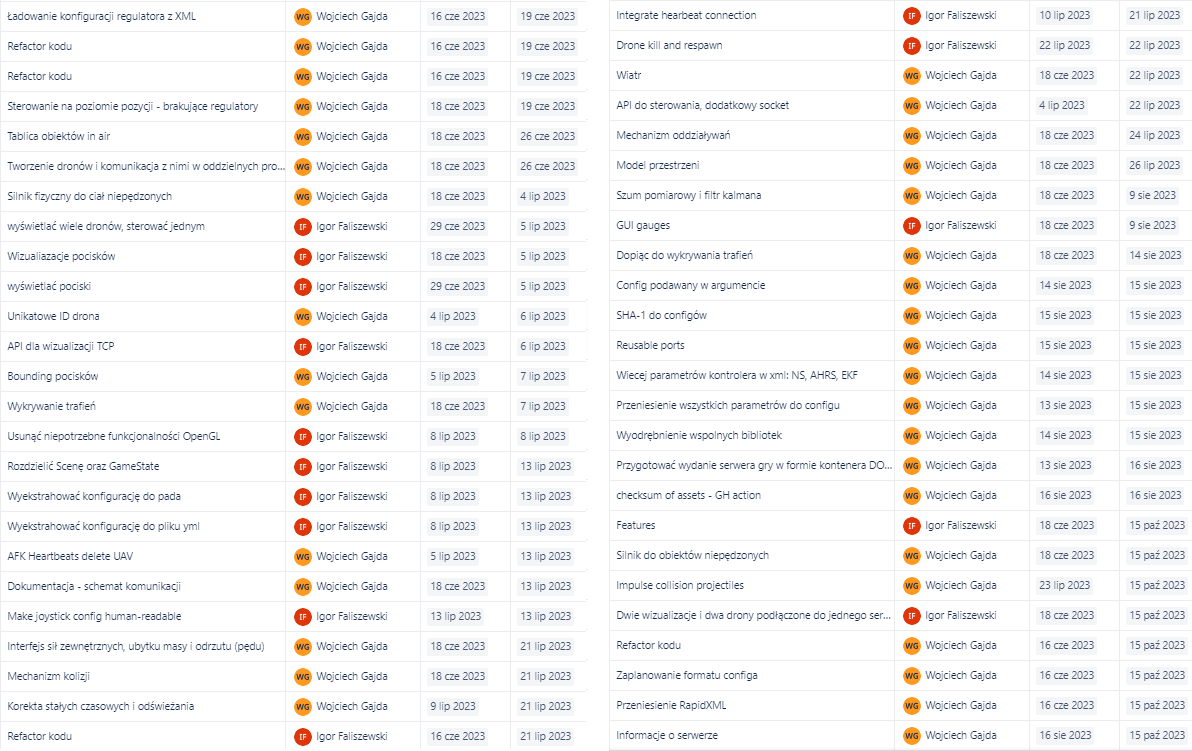 Ładowanie konfiguracji regulatora z XML WG Wojciech Gajda 16 cze 2023 19 cze 2023
Refactor kodu WG Wojciech Gajda 16 cze 2023 19 cze 2023
Refactor kodu WG Wojciech Gajda 16 cze 2023 19 cze 2023
Sterowanie na poziomie pozycji - brakujące regulatory WG Wojciech Gajda 18 cze 2023 19 cze 2023
Tablica obiektów in air WG Wojciech Gajda 18 cze 2023 26 cze 2023
Tworzenie dronów i komunikacja z nimi w oddzielnych pro... WG Wojciech Gajda 18 cze 2023 26 cze 2023
Silnik fizyczny do ciał niepędzonych WG Wojciech Gajda 18 cze 2023 4 lip 2023
wyświetlać wiele dronów, sterować jednym IF Igor Faliszewski 29 cze 2023 5 lip 2023
Wizualiazacje pocisków IF Igor Faliszewski 18 cze 2023 5 lip 2023
wyświetlać pociski IF Igor Faliszewski 29 cze 2023 5 lip 2023
Unikatowe ID drona WG Wojciech Gajda 4 lip 2023 6 lip 2023
API dla wizualizacji TCP IF Igor Faliszewski 18 cze 2023 6 lip 2023
Bounding pocisków WG Wojciech Gajda 5 lip 2023 7 lip 2023
Wykrywanie trafień WG Wojciech Gajda 18 cze 2023 7 lip 2023
Usunąć niepotrzebne funkcjonalności OpenGL IF Igor Faliszewski 8 lip 2023 8 lip 2023
Rozdzielić Scenę oraz GameState IF Igor Faliszewski 8 lip 2023 13 lip 2023
Wyekstrahować konfigurację do pada IF Igor Faliszewski 8 lip 2023 13 lip 2023
Wyekstrahować konfigurację do pliku yml IF Igor Faliszewski 8 lip 2023 13 lip 2023
AFK Heartbeats delete UAV WG Wojciech Gajda 5 lip 2023 13 lip 2023
Dokumentacja - schemat komunikacji WG Wojciech Gajda 18 cze 2023 13 lip 2023
Make joystick config human-readable IF Igor Faliszewski 13 lip 2023 13 lip 2023
Interfejs sił zewnętrznych, ubytku masy i odrzutu (pędu) WG Wojciech Gajda 18 cze 2023 21 lip 2023
Mechanizm kolizji WG Wojciech Gajda 18 cze 2023 21 lip 2023
Korekta stałych czasowych i odświeżania WG Wojciech Gajda 9 lip 2023 21 lip 2023
Refactor kodu IF Igor Faliszewski 16 cze 2023 21 lip 2023
Integrate hearbeat connection IF Igor Faliszewski 10 lip 2023 21 lip 2023
Drone kill and respawn IF Igor Faliszewski 22 lip 2023 22 lip 2023
Wiatr WG Wojciech Gajda 18 cze 2023 22 lip 2023
API do sterowania, dodatkowy socket WG Wojciech Gajda 4 lip 2023 22 lip 2023
Mechanizm oddziaływań WG Wojciech Gajda 18 cze 2023 24 lip 2023
Model przestrzeni WG Wojciech Gajda 18 cze 2023 26 lip 2023
Szum pomiarowy i filtr kalmana WG Wojciech Gajda 18 cze 2023 9 sie 2023
GUI gauges IF Igor Faliszewski 18 cze 2023 9 sie 2023
Dopiąc do wykrywania trafień WG Wojciech Gajda 18 cze 2023 14 sie 2023
Config podawany w argumencie WG Wojciech Gajda 14 sie 2023 15 sie 2023
SHA-1 do configów WG Wojciech Gajda 15 sie 2023 15 sie 2023
Reusable ports WG Wojciech Gajda 15 sie 2023 15 sie 2023
Wiecej parametrów kontrolera w xml: NS, AHRS, EKF WG Wojciech Gajda 14 sie 2023 15 sie 2023
Przeniesienie wszystkich parametrów do configu WG Wojciech Gajda 13 sie 2023 15 sie 2023
Wyodrębnienie wspolnych bibliotek WG Wojciech Gajda 14 sie 2023 15 sie 2023
Przygotować wydanie serwera gry w formie kontenera DO... WG Wojciech Gajda 13 sie 2023 16 sie 2023
checksum of assets - GH action WG Wojciech Gajda 16 sie 2023 16 sie 2023
Features IF Igor Faliszewski 18 cze 2023 15 paź 2023
Silnik do obiektów niepędzonych WG Wojciech Gajda 18 cze 2023 15 paź 2023
Impulse collision projectiles WG Wojciech Gajda 23 lip 2023 15 paź 2023
Dwie wizualizacje i dwa drony podłączone do jednego ser... IF Igor Faliszewski 18 cze 2023 15 paź 2023
Refactor kodu WG Wojciech Gajda 16 cze 2023 15 paź 2023
Zaplanowanie formatu configa WG Wojciech Gajda 16 cze 2023 15 paź 2023
Przeniesienie RapidXML WG Wojciech Gajda 16 cze 2023 15 paź 2023
Informacje o serwerze WG Wojciech Gajda 16 sie 2023 15 paź 2023